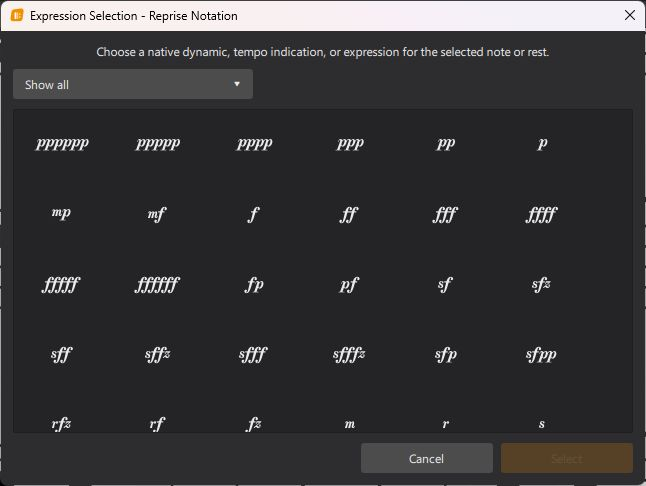 Expression Selection - Reprise Notation
Choose a native dynamic, tempo indication, or expression for the selected note or rest.
Show all
pppppp ppppp pppp ppp pp p
mp mf f ff fff ffff
fffff ffffff fp pf sf sfz
sff sffz sfff sfffz sfp sfpp
rfz rf fz m r s
Cancel Select